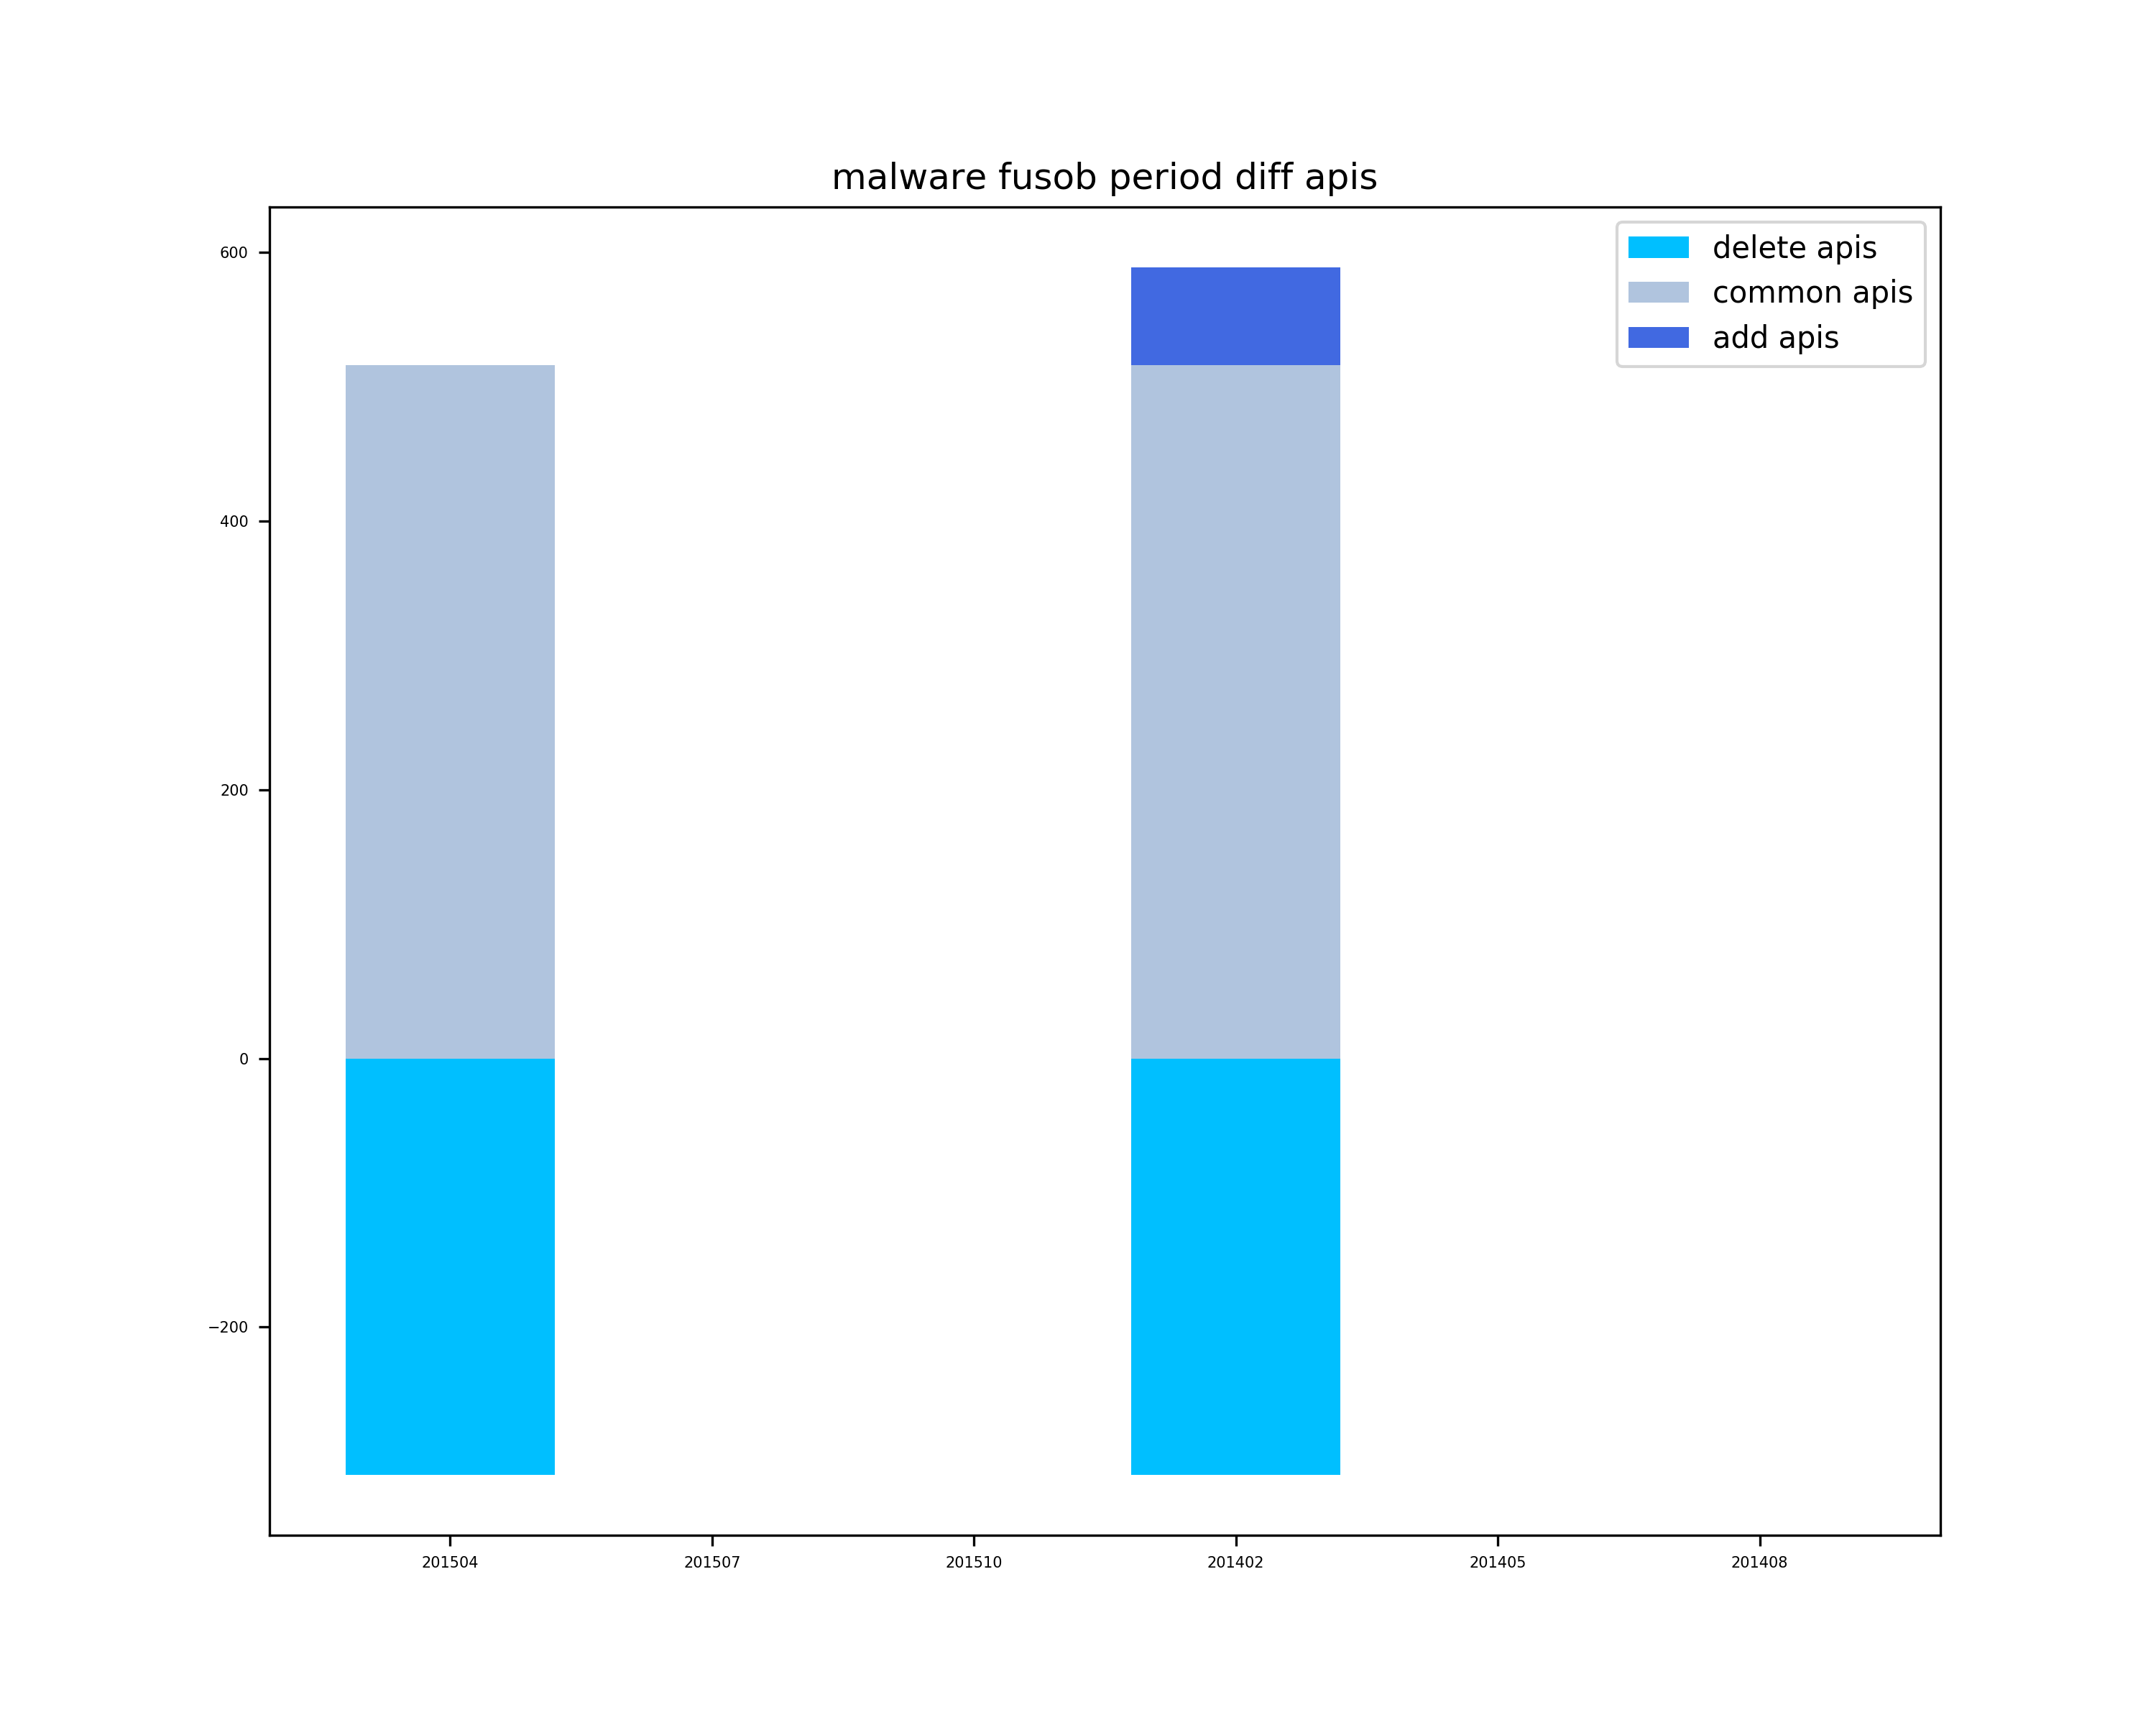 malware fusob period diff apis
delete apis
common apis
add apis
600
400
200
0
−200
201504 201507 201510 201402 201405 201408